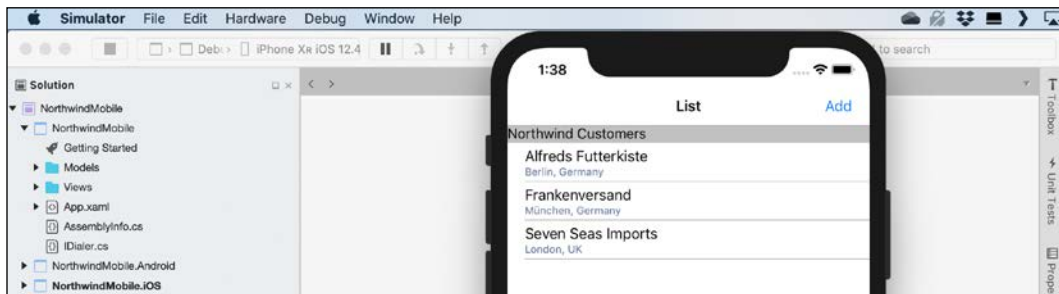 Simulator File Edit Hardware Debug Window Help
Debu iPhone XR iOS 12.4
to search
Solution
NorthwindMobile
NorthwindMobile
Getting Started
Models
Views
App.xaml
AssemblyInfo.cs
IDialer.cs
NorthwindMobile.Android
NorthwindMobile.iOS
1:38
List Add
Northwind Customers
Alfreds Futterkiste
Berlin, Germany
Frankenversand
München, Germany
Seven Seas Imports
London, UK
Toolbox
Unit Tests
Prope